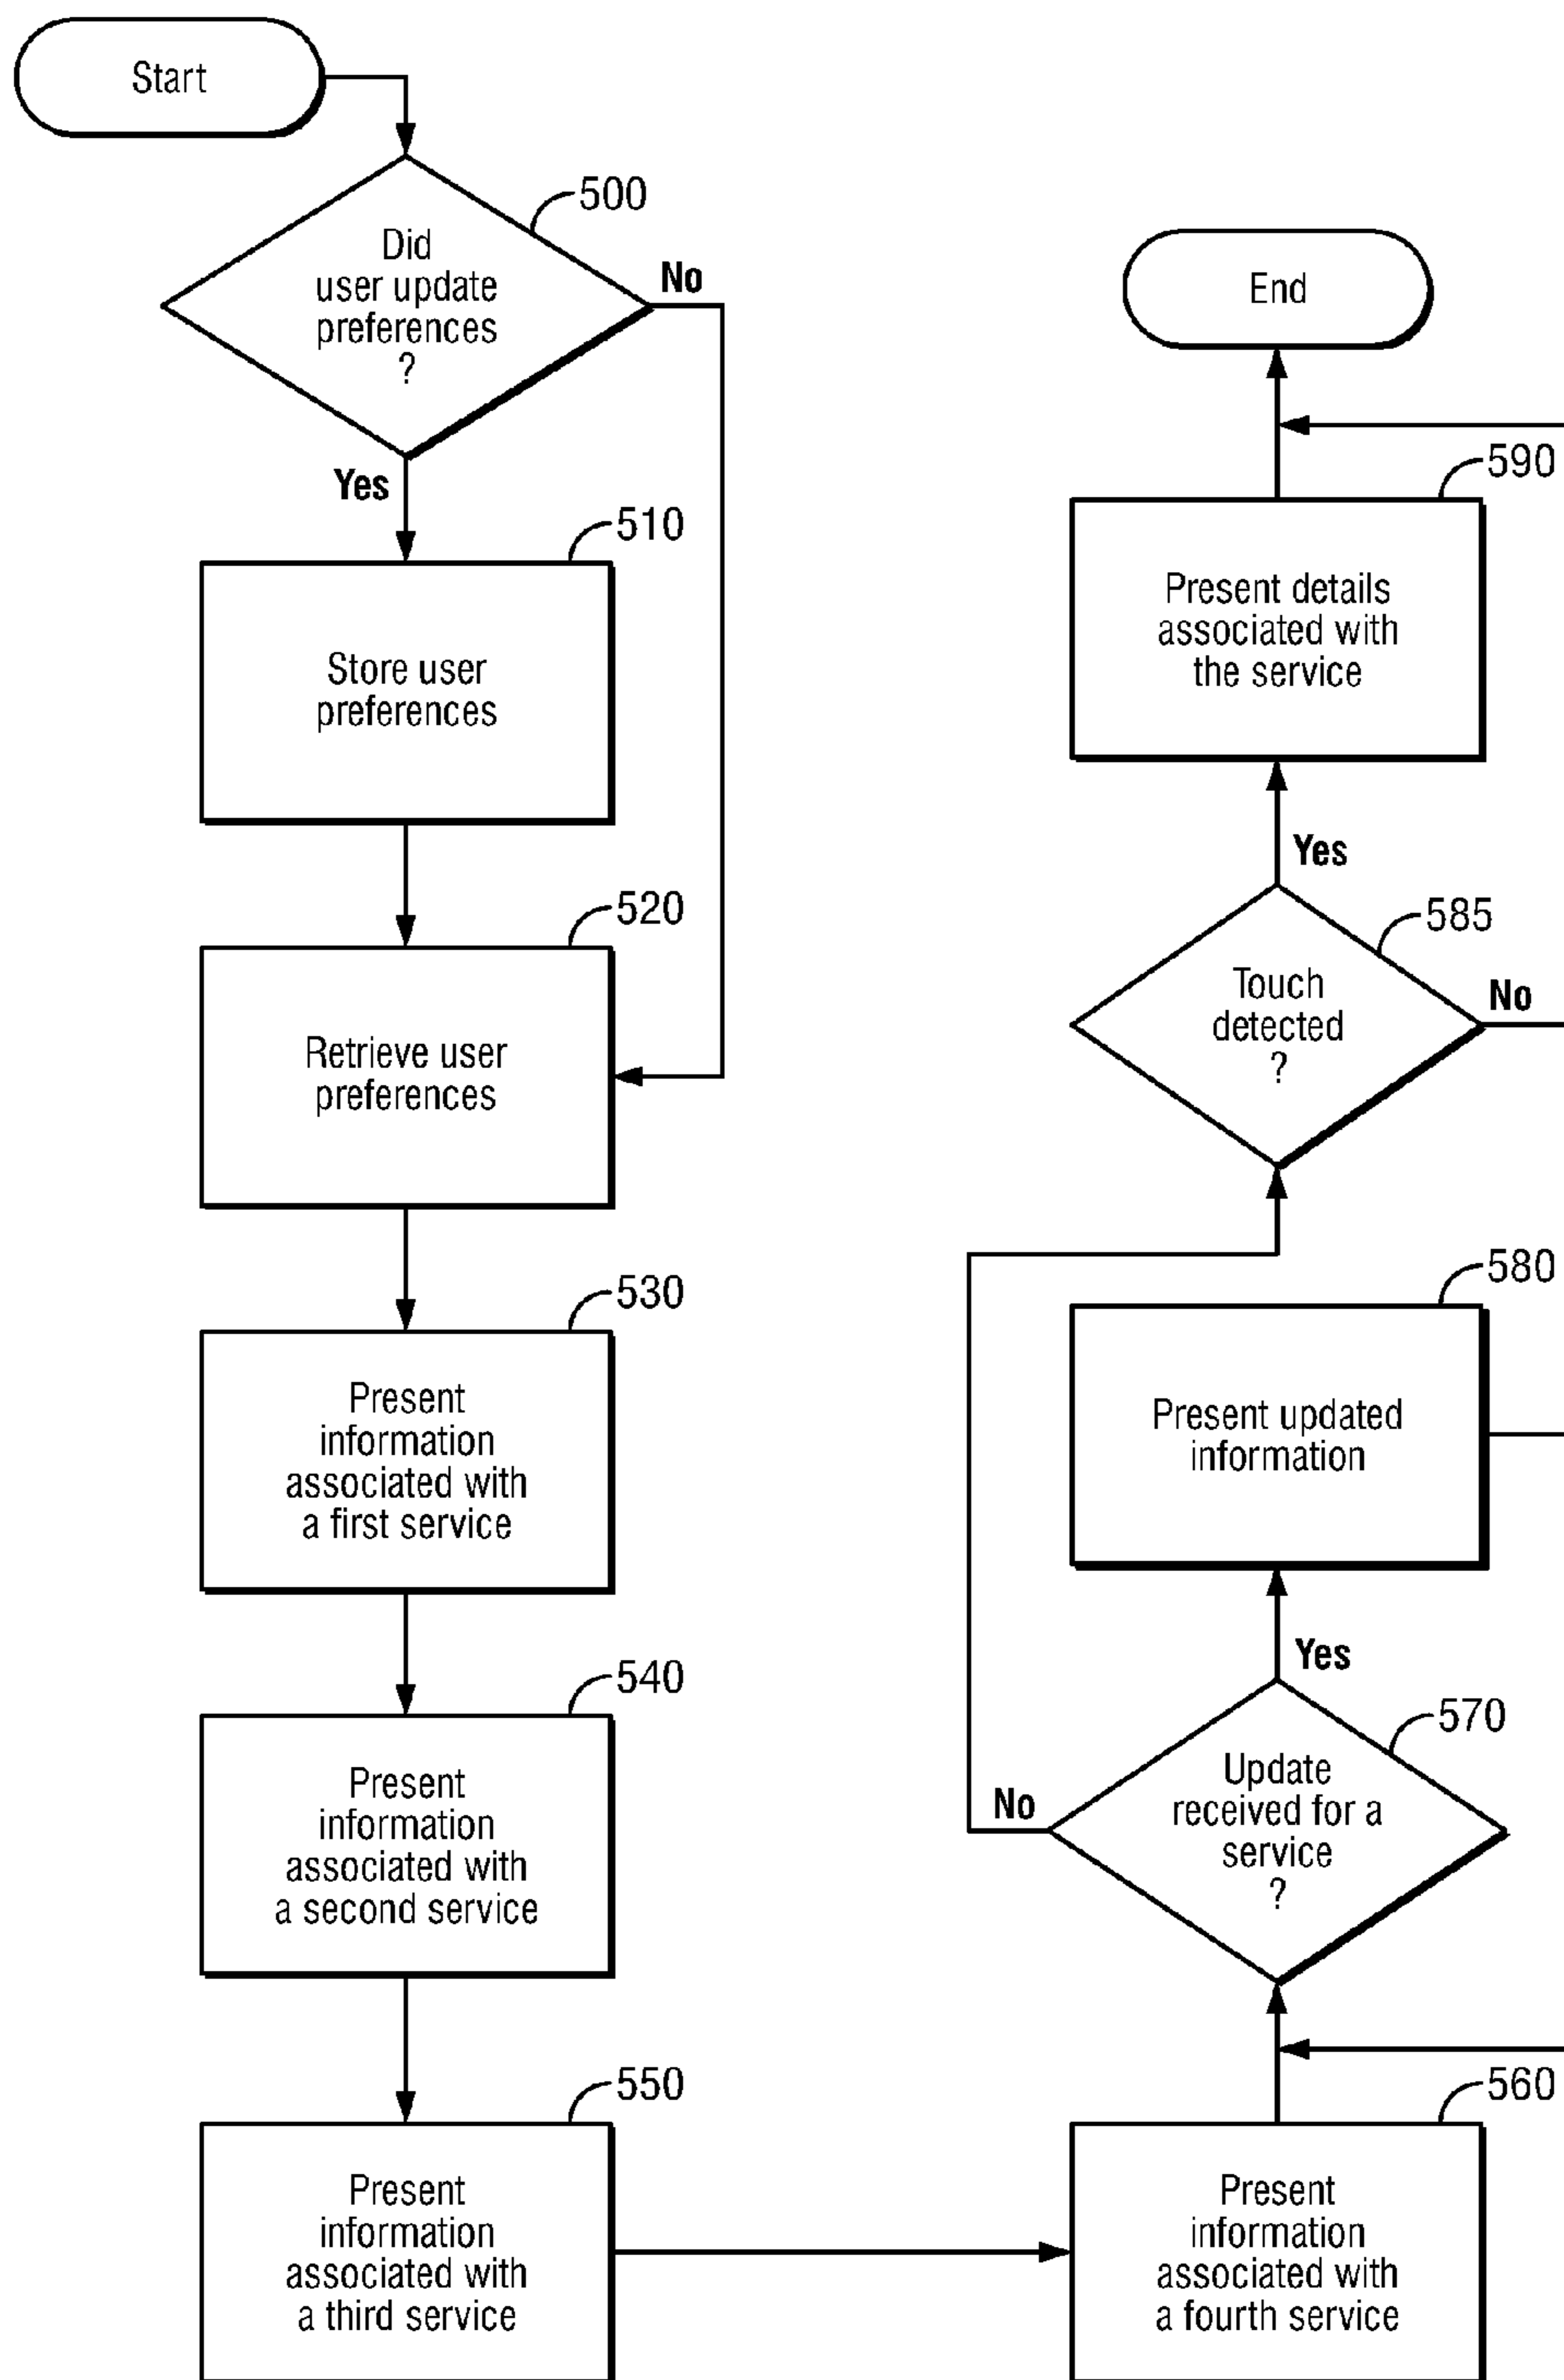 Start
500
Did
user update
preferences
?
No
Yes
510
Store user
preferences
520
Retrieve user
preferences
530
Present
information
associated with
a first service
540
Present
information
associated with
a second service
550
Present
information
associated with
a third service
560
Present
information
associated with
a fourth service
570
Update
received for a
service
?
No
Yes
580
Present updated
information
585
Touch
detected
?
No
Yes
590
Present details
associated with
the service
End